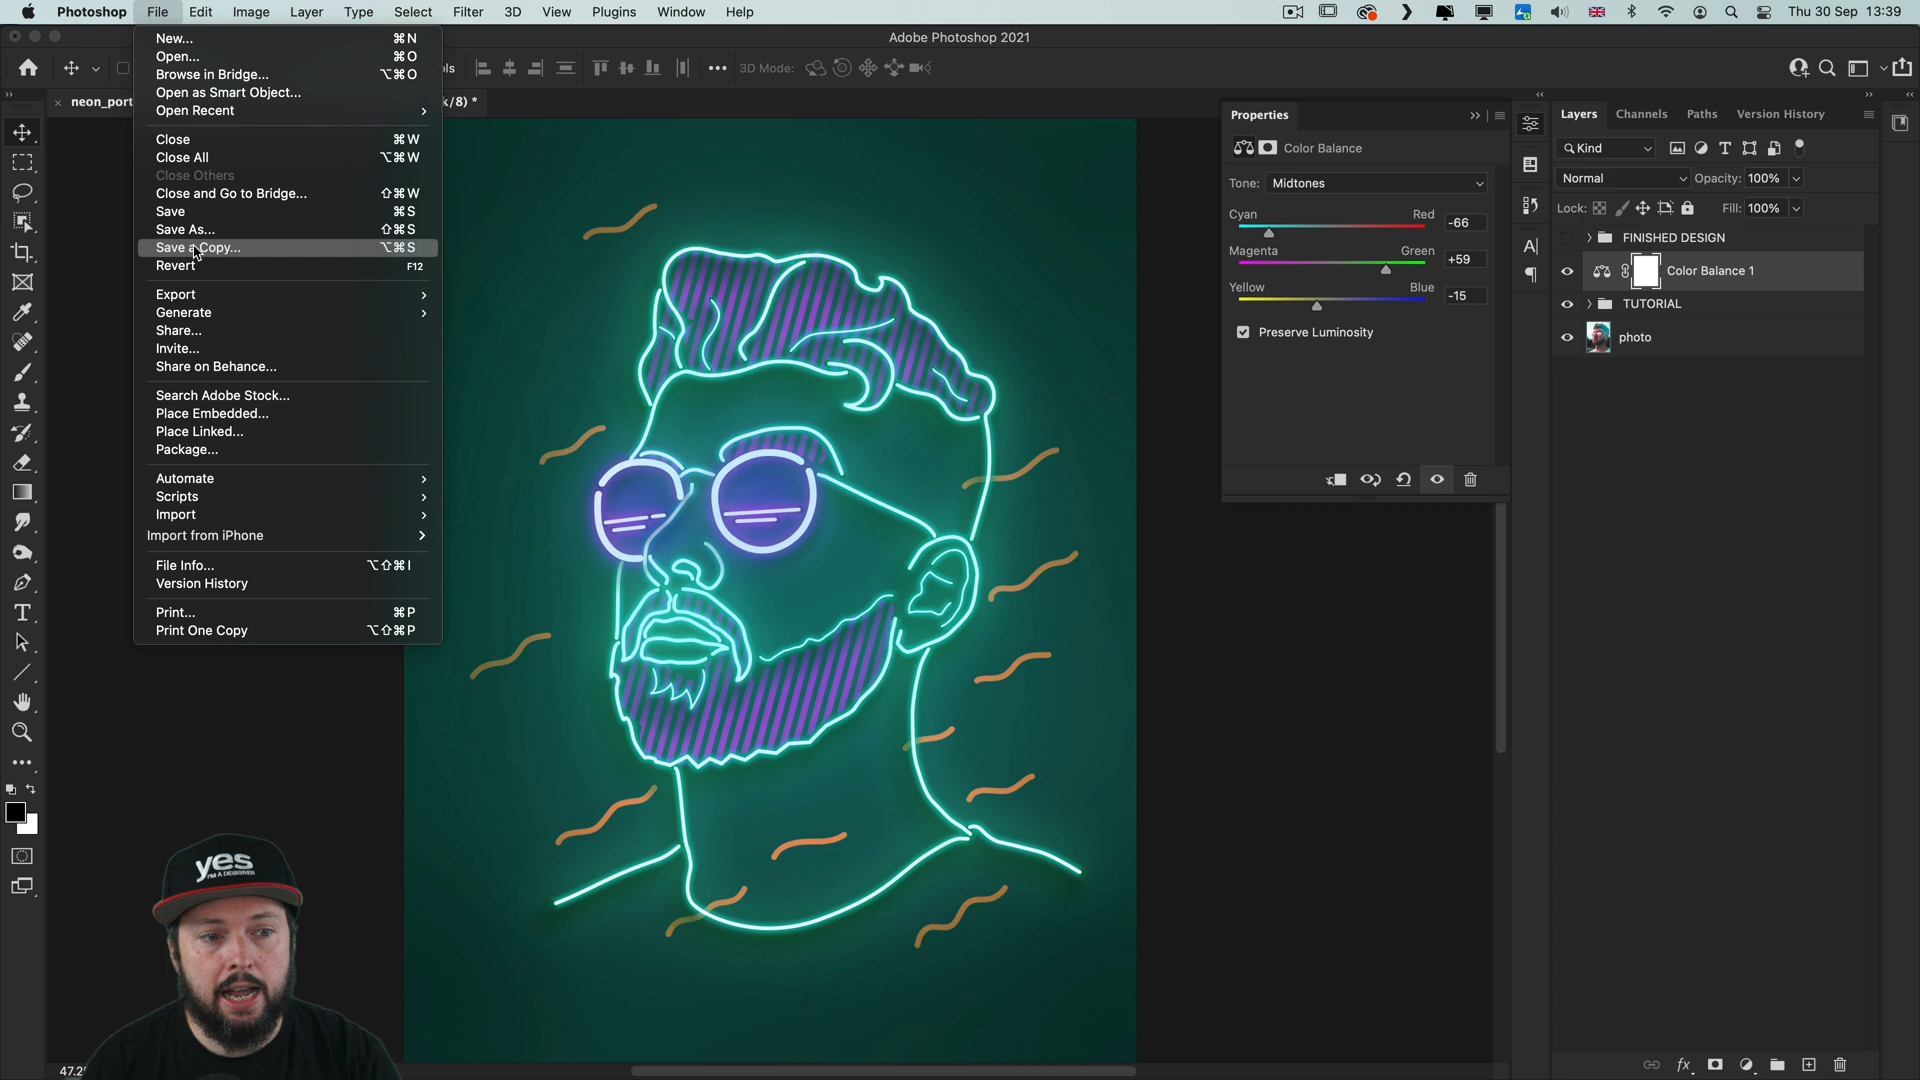 Photoshop File Edit Image Layer Type Select Filter 3D View Plugins Window Help Thu 30 Sep 13:39
Adobe Photoshop 2021
3D Mode:
neon_port
k/8) *
New... ⌘N
Open... ⌘O
Browse in Bridge... ⌥⌘O
Open as Smart Object...
Open Recent
Close ⌘W
Close All ⌥⌘W
Close Others
Close and Go to Bridge... ⇧⌘W
Save ⌘S
Save As... ⇧⌘S
Save a Copy... ⌥⌘S
Revert F12
Export
Generate
Share...
Invite...
Share on Behance...
Search Adobe Stock...
Place Embedded...
Place Linked...
Package...
Automate
Scripts
Import
Import from iPhone
File Info... ⌥⇧⌘I
Version History
Print... ⌘P
Print One Copy ⌥⇧⌘P
Properties
Color Balance
Tone: Midtones
Cyan Red -66
Magenta Green +59
Yellow Blue -15
Preserve Luminosity
Layers Channels Paths Version History
Kind
Normal Opacity: 100%
Lock: Fill: 100%
FINISHED DESIGN
Color Balance 1
TUTORIAL
photo
yes
I'M A DESIGNER
47.2